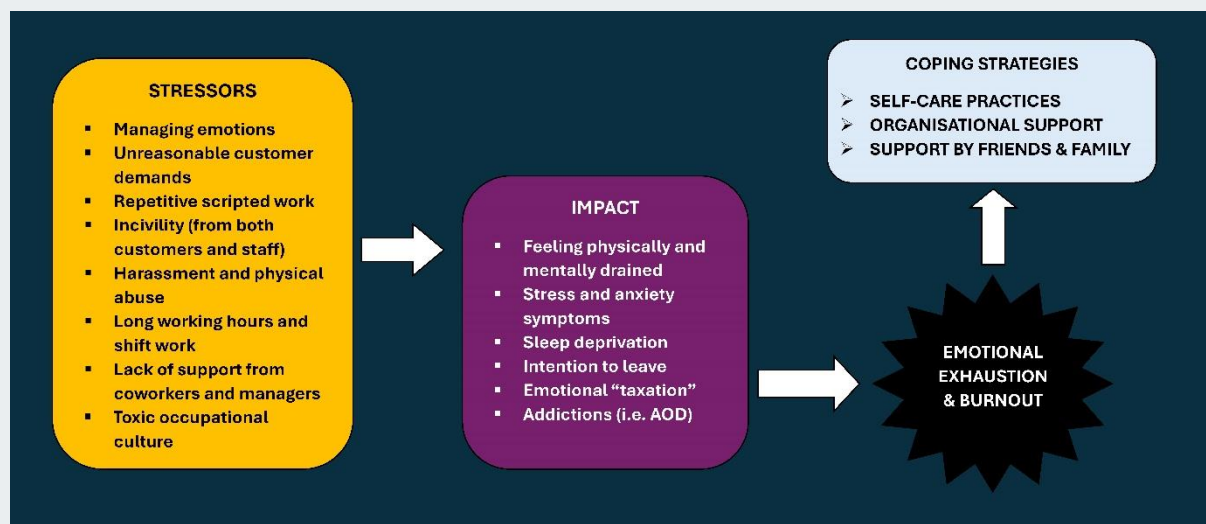 STRESSORS
▪ Managing emotions
▪ Unreasonable customer
demands
▪ Repetitive scripted work
▪ Incivility (from both
customers and staff)
▪ Harassment and physical
abuse
▪ Long working hours and
shift work
▪ Lack of support from
coworkers and managers
▪ Toxic occupational
culture
IMPACT
▪ Feeling physically and
mentally drained
▪ Stress and anxiety
symptoms
▪ Sleep deprivation
▪ Intention to leave
▪ Emotional “taxation”
▪ Addictions (i.e. AOD)
EMOTIONAL
EXHAUSTION
& BURNOUT
COPING STRATEGIES
➢ SELF-CARE PRACTICES
➢ ORGANISATIONAL SUPPORT
➢ SUPPORT BY FRIENDS & FAMILY